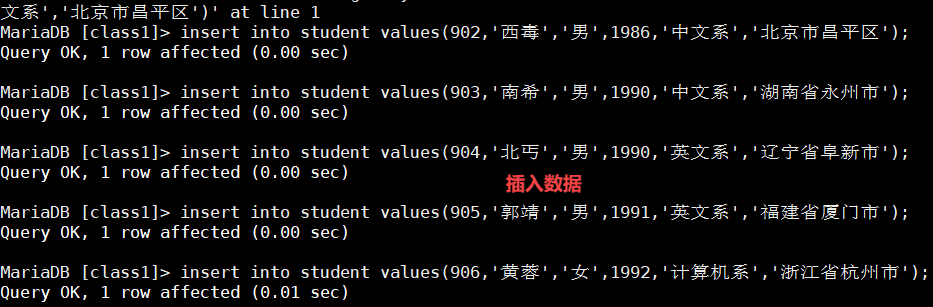 文系','北京市昌平区')' at line 1
MariaDB [class1]> insert into student values(902,'西毒','男',1986,'中文系','北京市昌平区');
Query OK, 1 row affected (0.00 sec)
MariaDB [class1]> insert into student values(903,'南希','男',1990,'中文系','湖南省永州市');
Query OK, 1 row affected (0.00 sec)
MariaDB [class1]> insert into student values(904,'北丐','男',1990,'英文系','辽宁省阜新市');
Query OK, 1 row affected (0.00 sec)
插入数据
MariaDB [class1]> insert into student values(905,'郭靖','男',1991,'英文系','福建省厦门市');
Query OK, 1 row affected (0.00 sec)
MariaDB [class1]> insert into student values(906,'黄蓉','女',1992,'计算机系','浙江省杭州市');
Query OK, 1 row affected (0.01 sec)